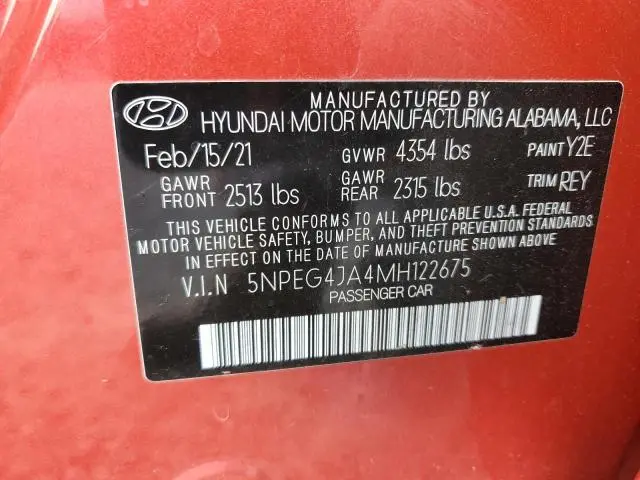 MANUFACTURED BY
HYUNDAI MOTOR MANUFACTURING ALABAMA, LLC
Feb/15/21 GVWR 4354 lbs PAINT Y2E
GAWR FRONT 2513 lbs GAWR REAR 2315 lbs TRIM REY
THIS VEHICLE CONFORMS TO ALL APPLICABLE U.S.A. FEDERAL
MOTOR VEHICLE SAFETY, BUMPER, AND THEFT PREVENTION STANDARDS
IN EFFECT ON THE DATE OF MANUFACTURE SHOWN ABOVE
V.I.N 5NPEG4JA4MH122675
PASSENGER CAR